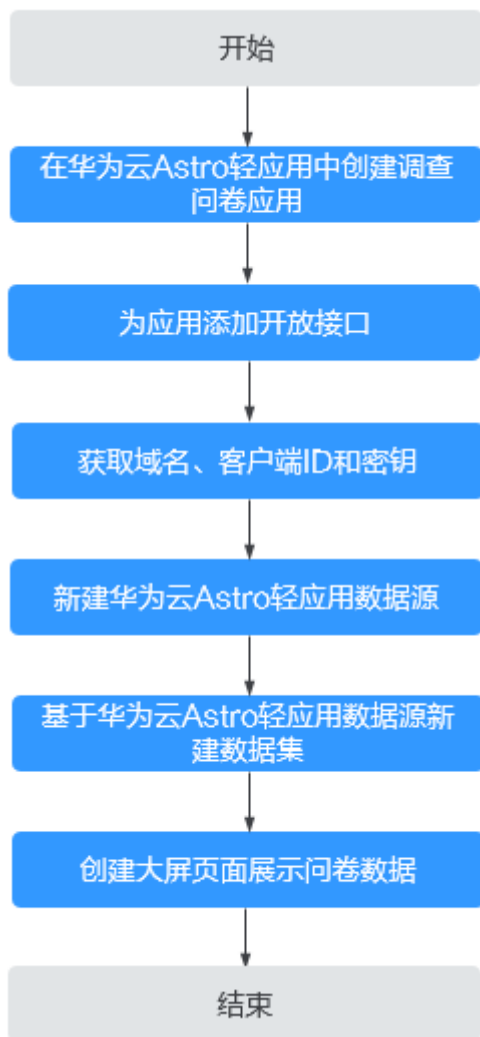 开始
在华为云Astro轻应用中创建调查
问卷应用
为应用添加开放接口
获取域名、客户端ID和密钥
新建华为云Astro轻应用数据源
基于华为云Astro轻应用数据源新
建数据集
创建大屏页面展示问卷数据
结束